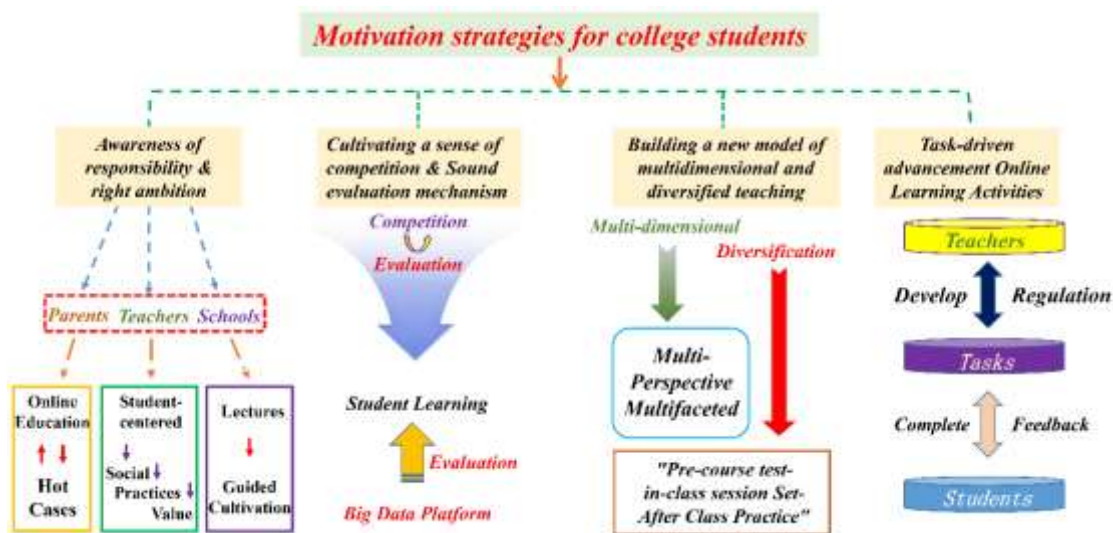 Motivation strategies for college students
Awareness of
responsibility &
right ambition
Parents Teachers Schools
Online
Education
Hot
Cases
Student-
centered
Social
Practices
Value
Lectures
Guided
Cultivation
Cultivating a sense of
competition & Sound
evaluation mechanism
Competition
Evaluation
Student Learning
Evaluation
Big Data Platform
Building a new model of
multidimensional and
diversified teaching
Multi-dimensional
Diversification
Multi-
Perspective
Multifaceted
"Pre-course test-
in-class session Set-
After Class Practice"
Task-driven
advancement Online
Learning Activities
Teachers
Develop Regulation
Tasks
Complete Feedback
Students